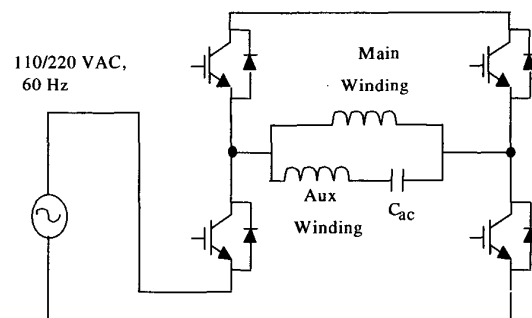 110/220 VAC,
60 Hz
Main
Winding
Aux
Winding
Cac